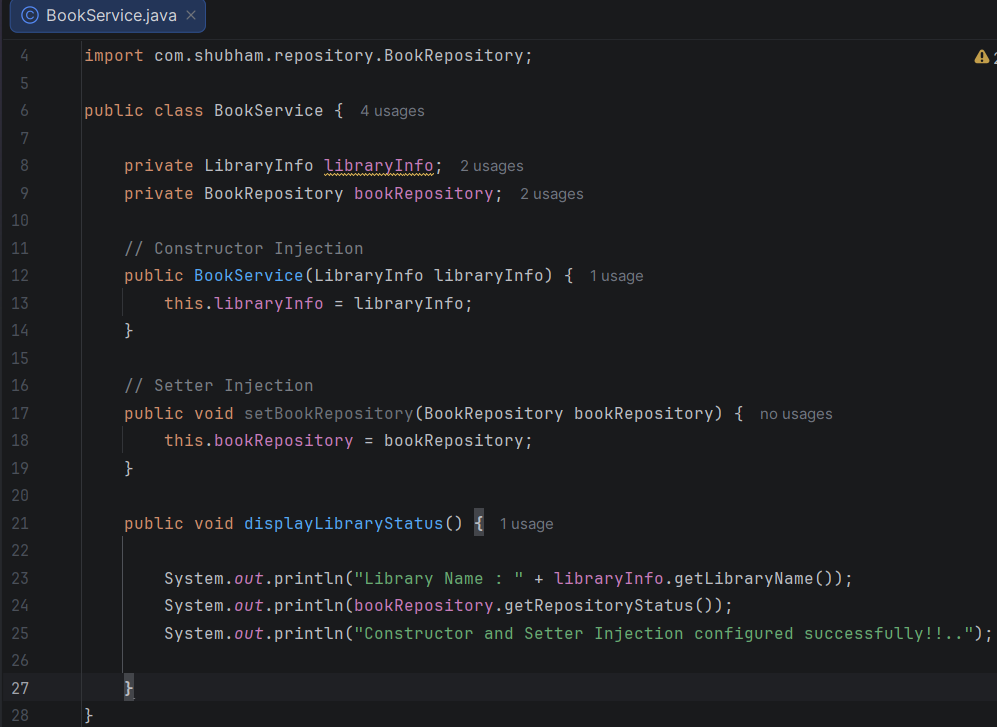 BookService.java
4 import com.shubham.repository.BookRepository;
5
6 public class BookService { 4 usages
7
8 private LibraryInfo libraryInfo; 2 usages
9 private BookRepository bookRepository; 2 usages
10
11 // Constructor Injection
12 public BookService(LibraryInfo libraryInfo) { 1 usage
13 this.libraryInfo = libraryInfo;
14 }
15
16 // Setter Injection
17 public void setBookRepository(BookRepository bookRepository) { no usages
18 this.bookRepository = bookRepository;
19 }
20
21 public void displayLibraryStatus() { 1 usage
22
23 System.out.println("Library Name : " + libraryInfo.getLibraryName());
24 System.out.println(bookRepository.getRepositoryStatus());
25 System.out.println("Constructor and Setter Injection configured successfully!!..");
26
27 }
28 }